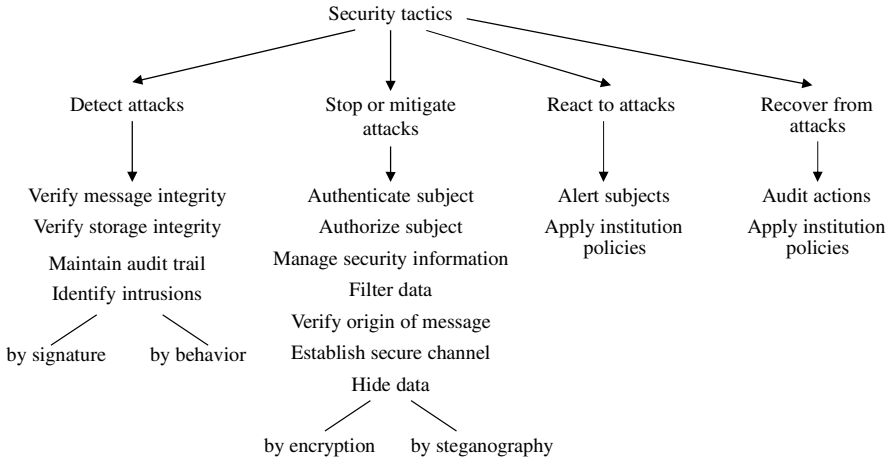 Security tactics
Detect attacks
Stop or mitigate
attacks
React to attacks
Recover from
attacks
Verify message integrity
Verify storage integrity
Maintain audit trail
Identify intrusions
by signature
by behavior
Authenticate subject
Authorize subject
Manage security information
Filter data
Verify origin of message
Establish secure channel
Hide data
by encryption
by steganography
Alert subjects
Apply institution
policies
Audit actions
Apply institution
policies